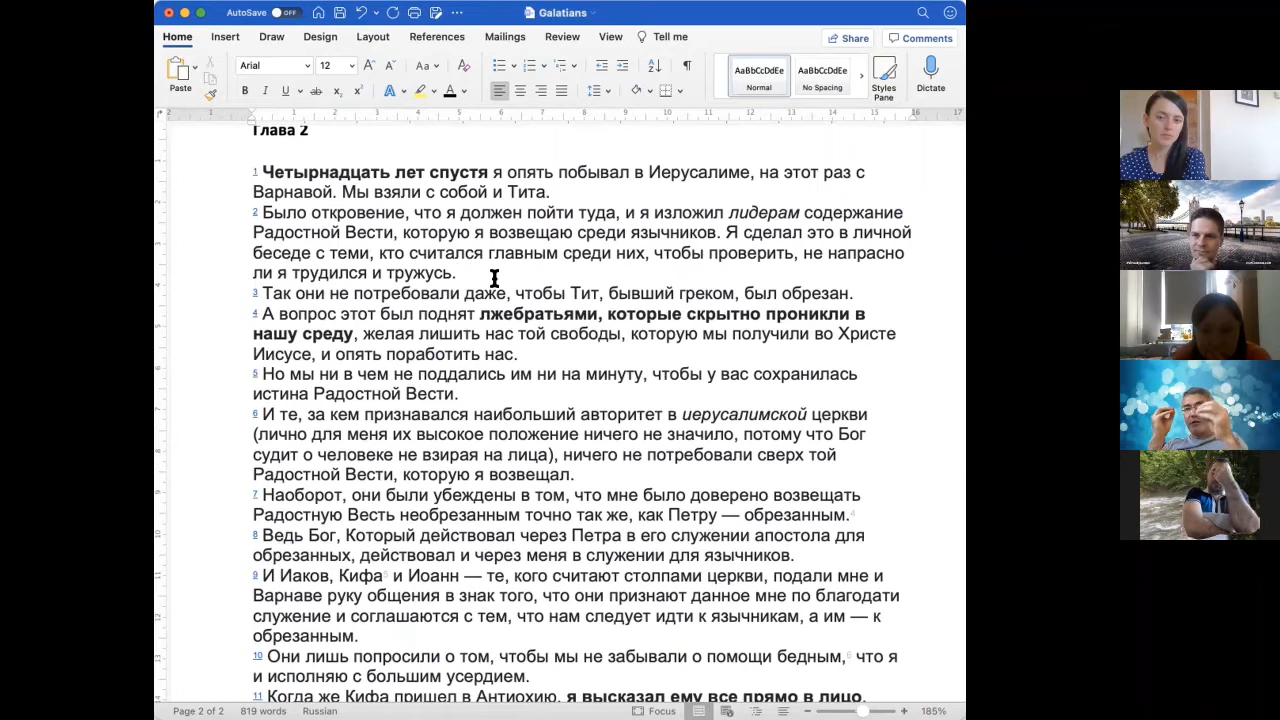 AutoSave OFF Galatians
Home Insert Draw Design Layout References Mailings Review View Tell me Share Comments
Arial 12 AaBbCcDdEe AaBbCcDdEe
Paste Normal No Spacing Styles Pane Dictate
Глава 2
1 Четырнадцать лет спустя я опять побывал в Иерусалиме, на этот раз с
Варнавой. Мы взяли с собой и Тита.
2 Было откровение, что я должен пойти туда, и я изложил лидерам содержание
Радостной Вести, которую я возвещаю среди язычников. Я сделал это в личной
беседе с теми, кто считался главным среди них, чтобы проверить, не напрасно
ли я трудился и тружусь.
3 Так они не потребовали даже, чтобы Тит, бывший греком, был обрезан.
4 А вопрос этот был поднят лжебратьями, которые скрытно проникли в
нашу среду, желая лишить нас той свободы, которую мы получили во Христе
Иисусе, и опять поработить нас.
5 Но мы ни в чем не поддались им ни на минуту, чтобы у вас сохранилась
истина Радостной Вести.
6 И те, за кем признавался наибольший авторитет в иерусалимской церкви
(лично для меня их высокое положение ничего не значило, потому что Бог
судит о человеке не взирая на лица), ничего не потребовали сверх той
Радостной Вести, которую я возвещал.
7 Наоборот, они были убеждены в том, что мне было доверено возвещать
Радостную Весть необрезанным точно так же, как Петру — обрезанным.4
8 Ведь Бог, Который действовал через Петра в его служении апостола для
обрезанных, действовал и через меня в служении для язычников.
9 И Иаков, Кифа5 и Иоанн — те, кого считают столпами церкви, подали мне и
Варнаве руку общения в знак того, что они признают данное мне по благодати
служение и соглашаются с тем, что нам следует идти к язычникам, а им — к
обрезанным.
10 Они лишь попросили о том, чтобы мы не забывали о помощи бедным,6 что я
и исполняю с большим усердием.
11 Когда же Кифа пришел в Антиохию, я высказал ему все прямо в лицо,
Page 2 of 2 819 words Russian Focus 185%